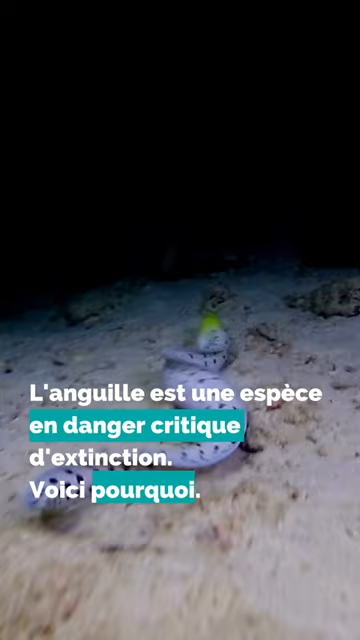 L'anguille est une espèce
en danger critique
d'extinction.
Voici pourquoi.